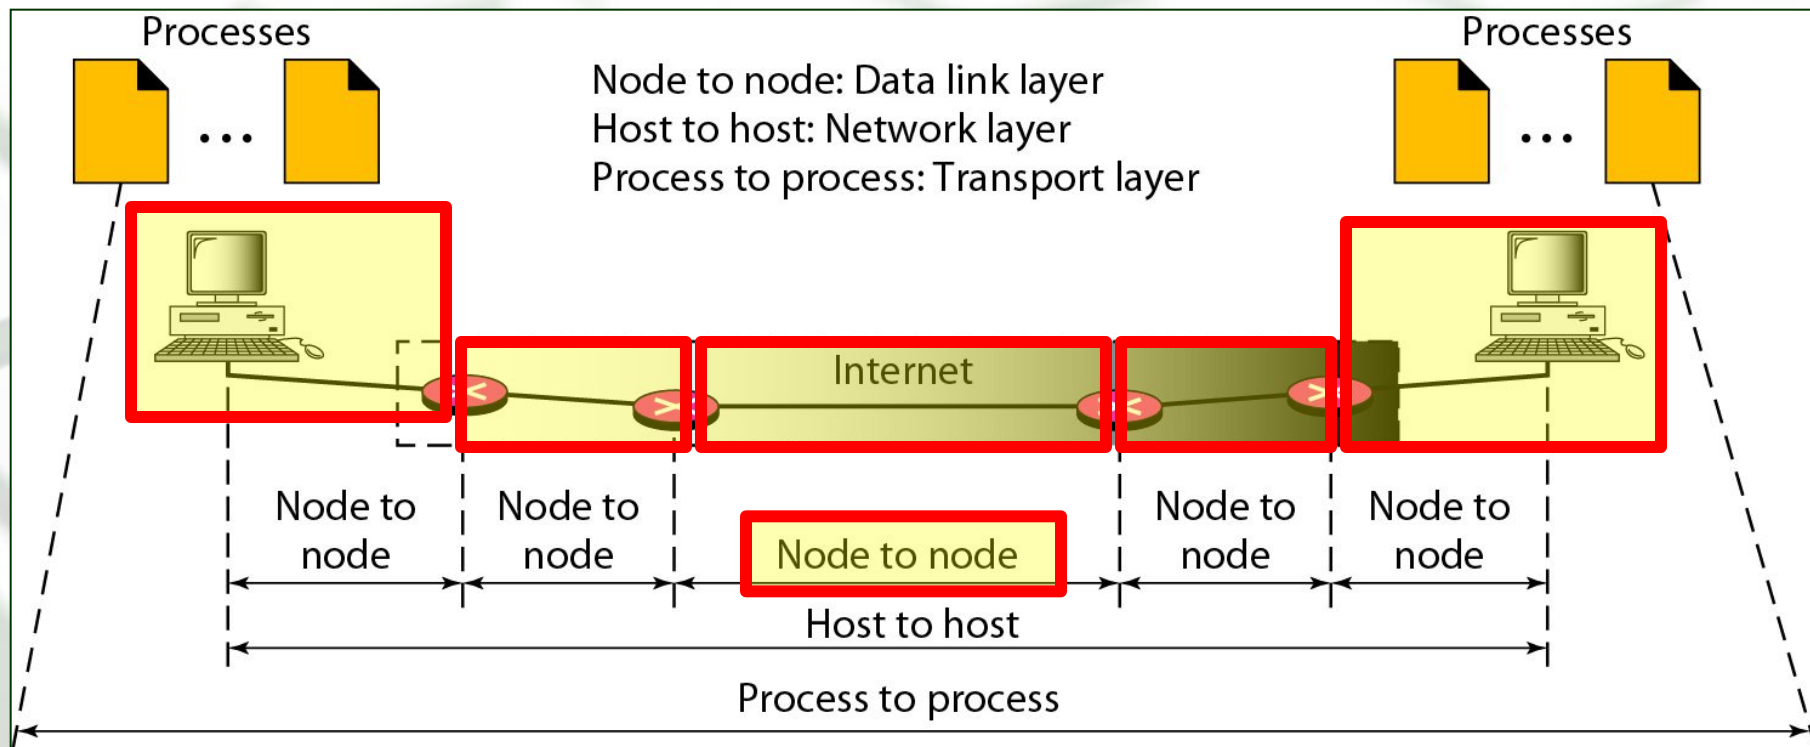 Processes
Processes
Node to node: Data link layer
Host to host: Network layer
Process to process: Transport layer
...
...
Internet
Node to
node
Node to
node
Node to node
Node to
node
Node to
node
Host to host
Process to process